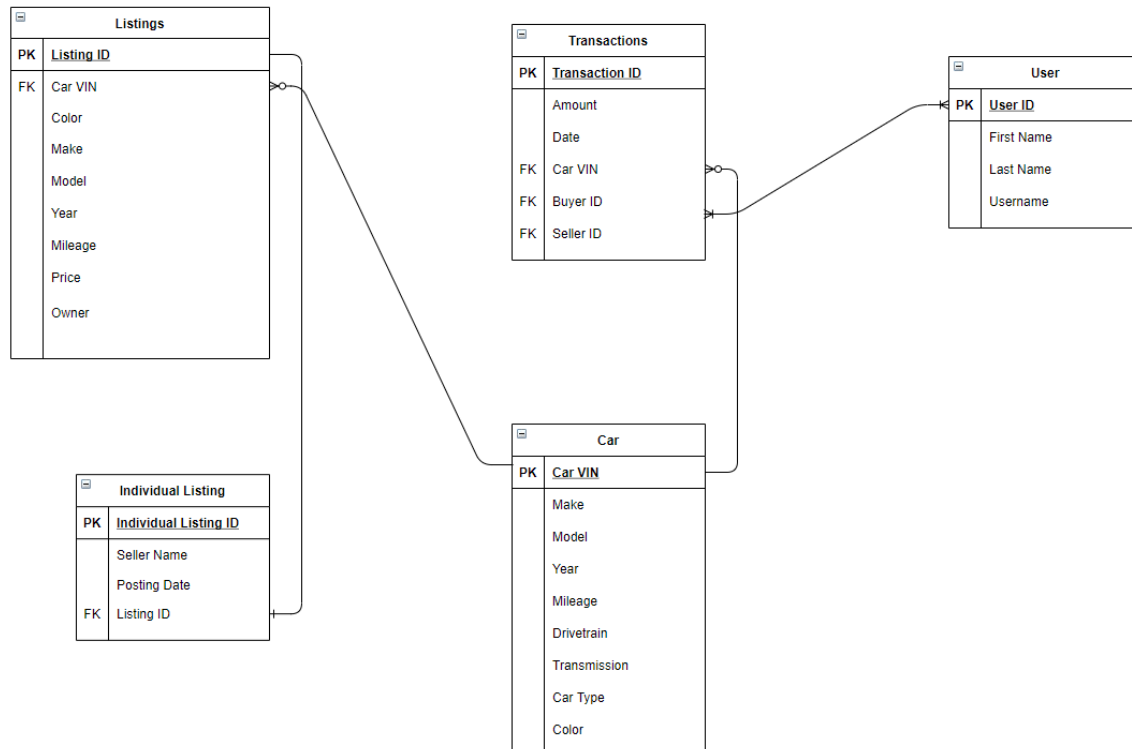 Listings
PK Listing ID
FK Car VIN
Color
Make
Model
Year
Mileage
Price
Owner
Transactions
PK Transaction ID
Amount
Date
FK Car VIN
FK Buyer ID
FK Seller ID
User
PK User ID
First Name
Last Name
Username
Individual Listing
PK Individual Listing ID
Seller Name
Posting Date
FK Listing ID
Car
PK Car VIN
Make
Model
Year
Mileage
Drivetrain
Transmission
Car Type
Color